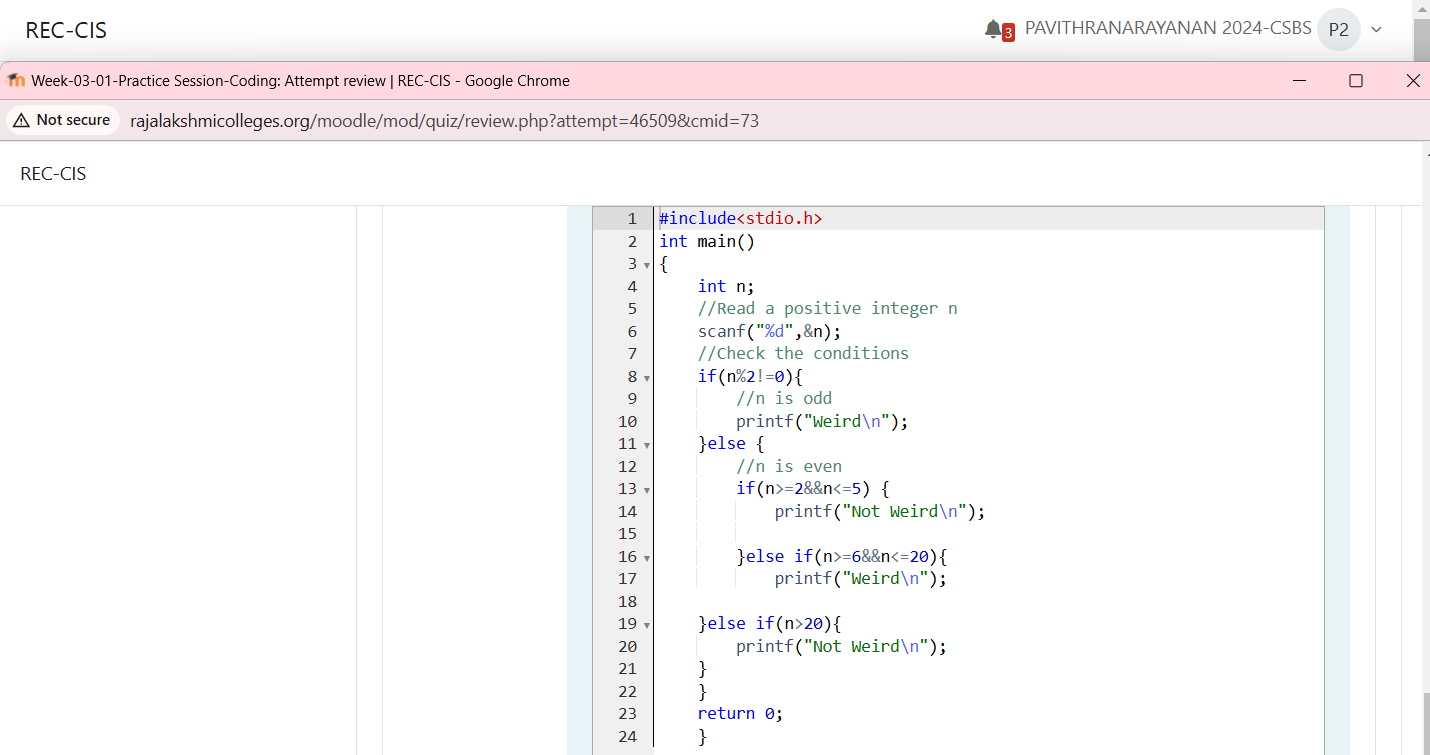 REC-CIS
3 PAVITHRANARAYANAN 2024-CSBS P2
Week-03-01-Practice Session-Coding: Attempt review | REC-CIS - Google Chrome
Not secure rajalakshmicolleges.org/moodle/mod/quiz/review.php?attempt=46509&cmid=73
REC-CIS
1 #include<stdio.h>
2 int main()
3 {
4     int n;
5     //Read a positive integer n
6     scanf("%d",&n);
7     //Check the conditions
8     if(n%2!=0){
9         //n is odd
10         printf("Weird\n");
11     }else {
12         //n is even
13         if(n>=2&&n<=5) {
14             printf("Not Weird\n");
15
16         }else if(n>=6&&n<=20){
17             printf("Weird\n");
18
19     }else if(n>20){
20         printf("Not Weird\n");
21     }
22     }
23     return 0;
24     }